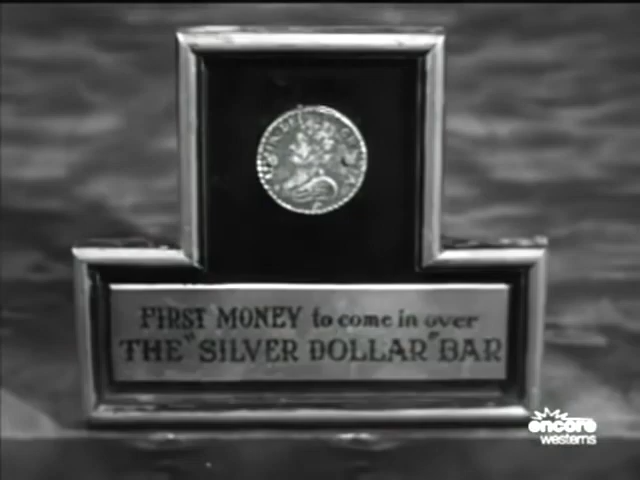 FIRST MONEY to come in over
THE "SILVER DOLLAR" BAR
encore
westerns